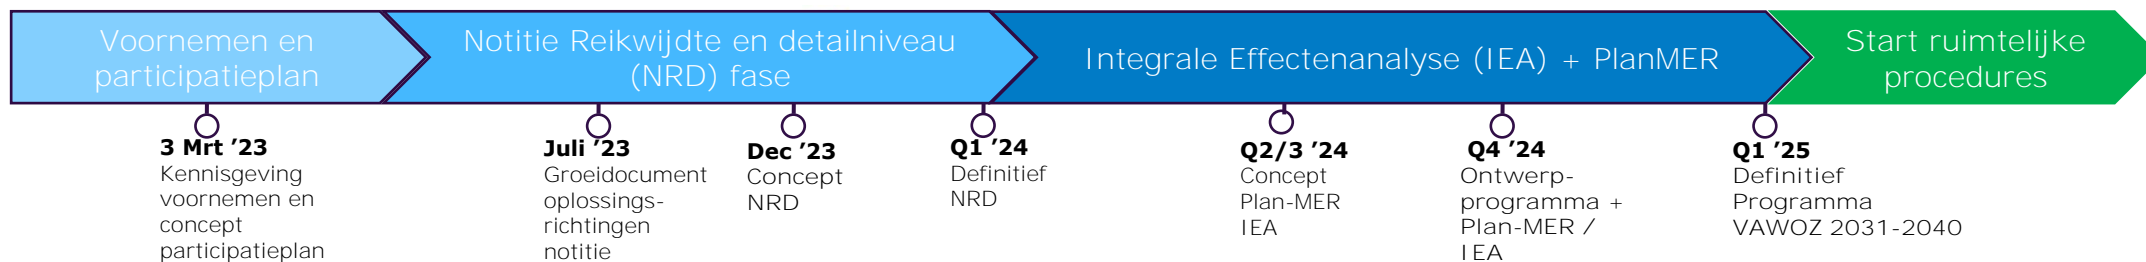 Voornemen en
participatieplan
Notitie Reikwijdte en detailniveau
(NRD) fase
Integrale Effectenanalyse (IEA) + PlanMER
Start ruimtelijke
procedures
3 Mrt ’23
Kennisgeving
voornemen en
concept
participatieplan
Juli ’23
Groeidocument
oplossings-
richtingen
notitie
Dec ’23
Concept
NRD
Q1 ’24
Definitief
NRD
Q2/3 ’24
Concept
Plan-MER
IEA
Q4 ’24
Ontwerp-
programma +
Plan-MER /
IEA
Q1 ’25
Definitief
Programma
VAWOZ 2031-2040